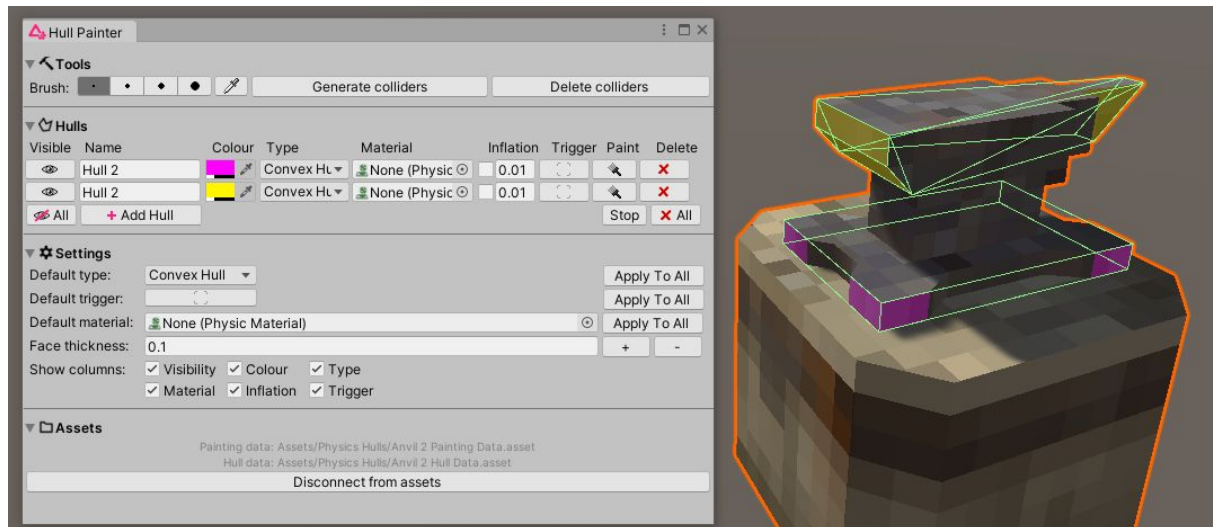 Hull Painter
Tools
Brush: Generate colliders Delete colliders
Hulls
Visible Name Colour Type Material Inflation Trigger Paint Delete
Hull 2 Convex Hu None (Physic 0.01
Hull 2 Convex Hu None (Physic 0.01
All + Add Hull Stop All
Settings
Default type: Convex Hull Apply To All
Default trigger: Apply To All
Default material: None (Physic Material) Apply To All
Face thickness: 0.1 + -
Show columns: Visibility Colour Type
Material Inflation Trigger
Assets
Painting data: Assets/Physics Hulls/Anvil 2 Painting Data.asset
Hull data: Assets/Physics Hulls/Anvil 2 Hull Data.asset
Disconnect from assets